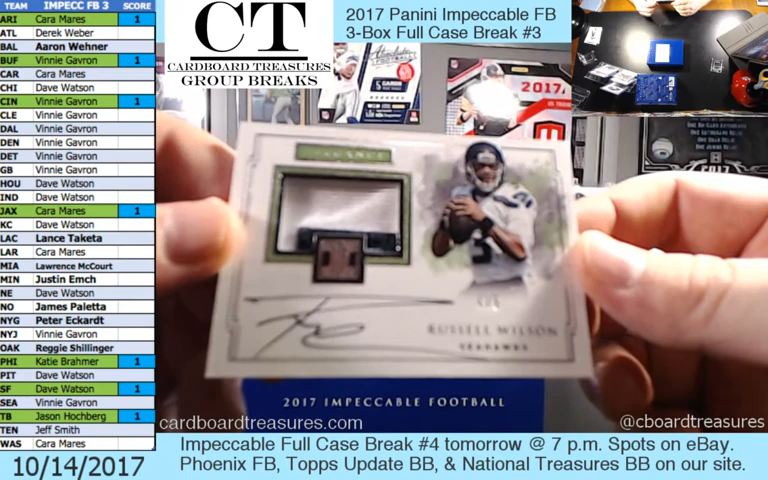 TEAM IMPECC FB 3 SCORE
ARI Cara Mares 1
ATL Derek Weber
BAL Aaron Wehner
BUF Vinnie Gavron 1
CAR Cara Mares
CHI Dave Watson
CIN Vinnie Gavron 1
CLE Vinnie Gavron
DAL Vinnie Gavron
DEN Vinnie Gavron
DET Vinnie Gavron
GB Vinnie Gavron
HOU Dave Watson
IND Dave Watson
JAX Cara Mares 1
KC Dave Watson
LAC Lance Taketa
LAR Cara Mares
MIA Lawrence McCourt
MIN Justin Emch
NE Dave Watson
NO James Paletta
NYG Peter Eckardt
NYJ Vinnie Gavron
OAK Reggie Shillinger
PHI Katie Brahmer 1
PIT Dave Watson
SF Dave Watson 1
SEA Vinnie Gavron
TB Jason Hochberg 1
TEN Jeff Smith
WAS Cara Mares
10/14/2017
CT
CARDBOARD TREASURES
GROUP BREAKS
2017 Panini Impeccable FB
3-Box Full Case Break #3
Absolute
2017
RUSSELL WILSON
SEAHAWKS
2017 IMPECCABLE FOOTBALL
cardboardtreasures.com
@cboardtreasures
Impeccable Full Case Break #4 tomorrow @ 7 p.m. Spots on eBay.
Phoenix FB, Topps Update BB, & National Treasures BB on our site.